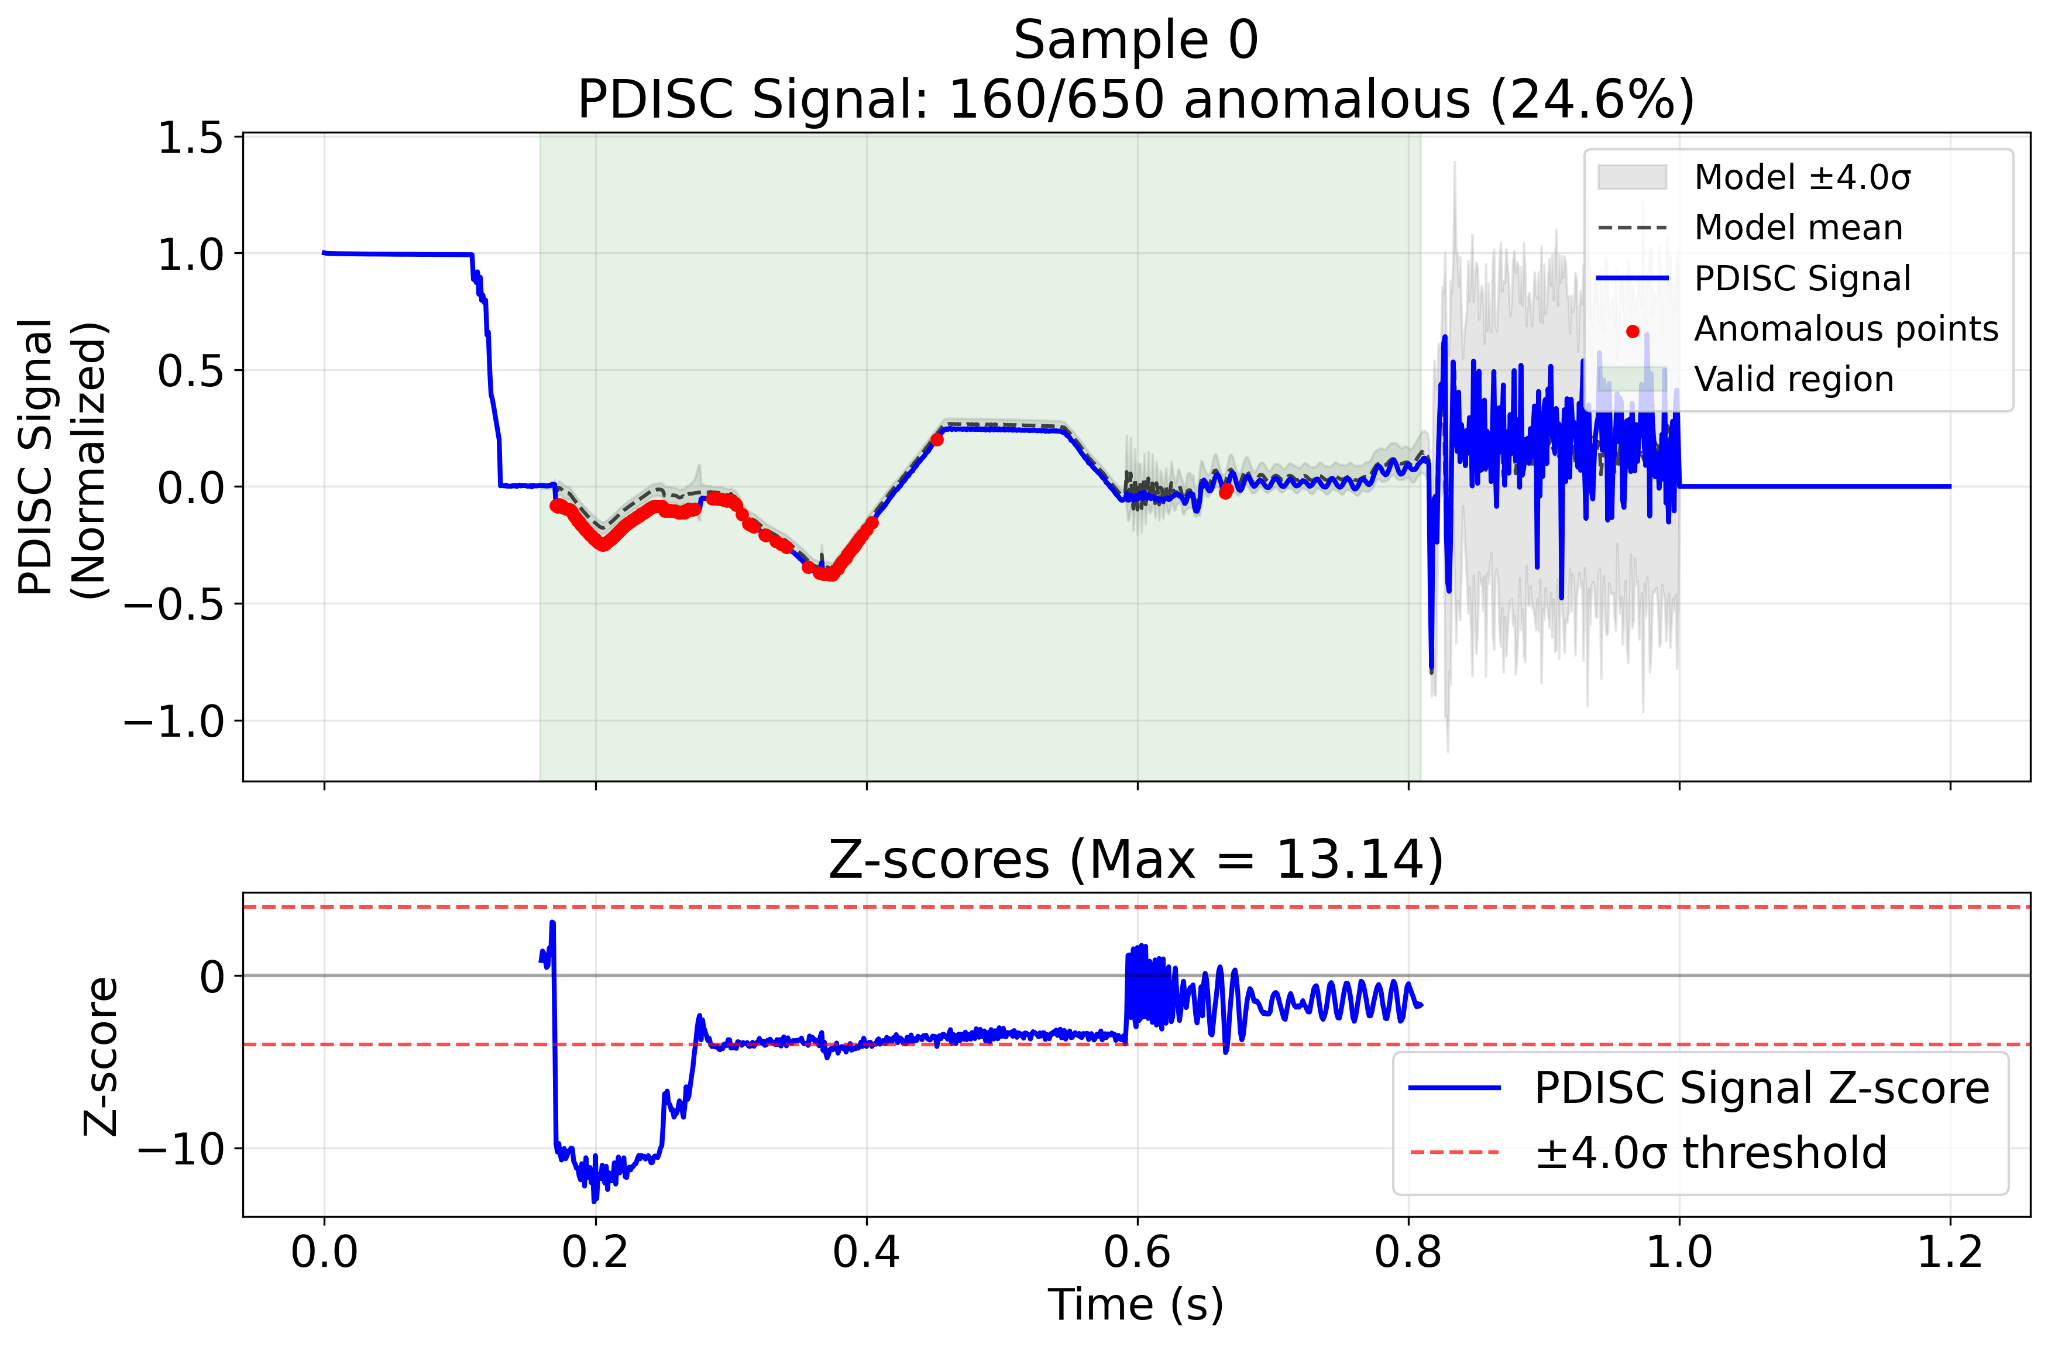 Sample 0
PDISC Signal: 160/650 anomalous (24.6%)
PDISC Signal
(Normalized)
1.5
1.0
0.5
0.0
−0.5
−1.0
Model ±4.0σ
Model mean
PDISC Signal
Anomalous points
Valid region
Z-scores (Max = 13.14)
Z-score
0
−10
PDISC Signal Z-score
±4.0σ threshold
0.0 0.2 0.4 0.6 0.8 1.0 1.2
Time (s)